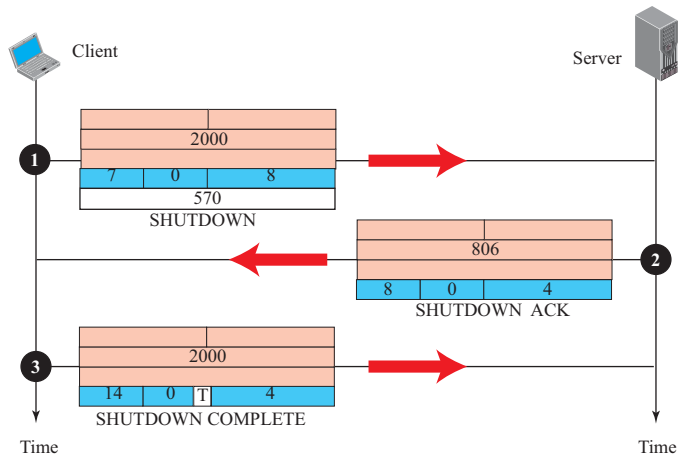 Client
Server
2000
1
7 0 8
570
SHUTDOWN
806
2
8 0 4
SHUTDOWN ACK
2000
3
14 0 T 4
SHUTDOWN COMPLETE
Time
Time